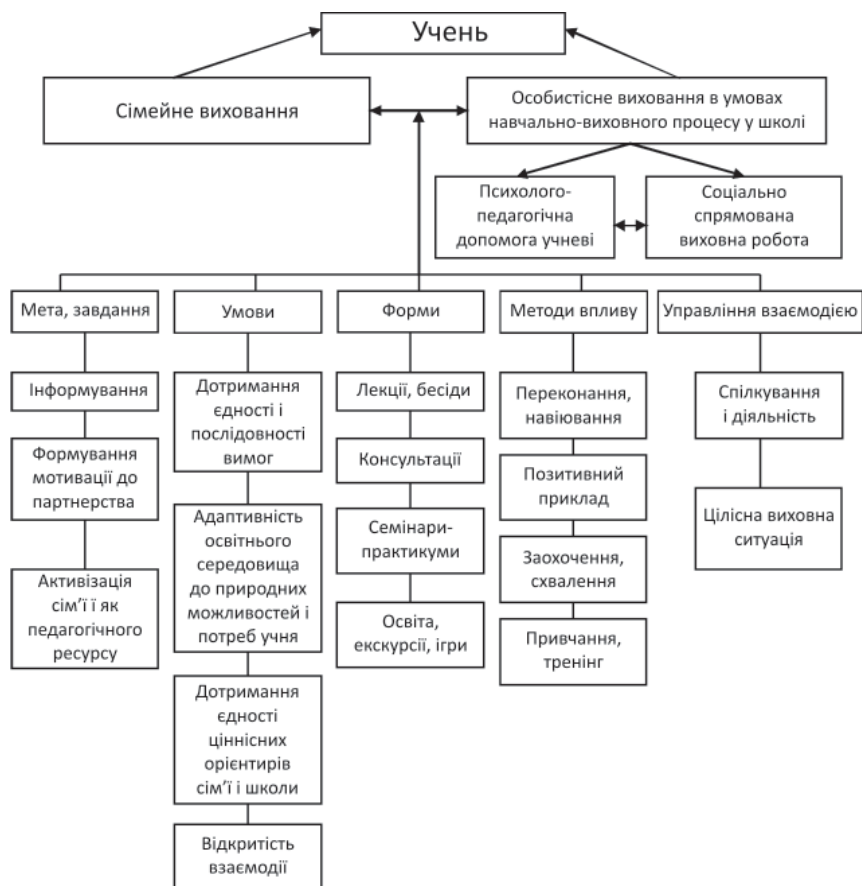 Учень
Сімейне виховання
Особистісне виховання в умовах
навчально-виховного процесу у школі
Психолого-
педагогічна
допомога учневі
Соціально
спрямована
виховна робота
Мета, завдання
Інформування
Формування
мотивації до
партнерства
Активізація
сім’ї ї як
педагогічного
ресурсу
Умови
Дотримання
єдності і
послідовності
вимог
Адаптивність
освітнього
середовища
до природних
можливостей і
потреб учня
Дотримання
єдності
ціннісних
орієнтирів
сім’ї і школи
Відкритість
взаємодії
Форми
Лекції, бесіди
Консультації
Семінари-
практикуми
Освіта,
екскурсії, ігри
Методи впливу
Переконання,
навіювання
Позитивний
приклад
Заохочення,
схвалення
Привчання,
тренінг
Управління взаємодією
Спілкування
і діяльність
Цілісна виховна
ситуація